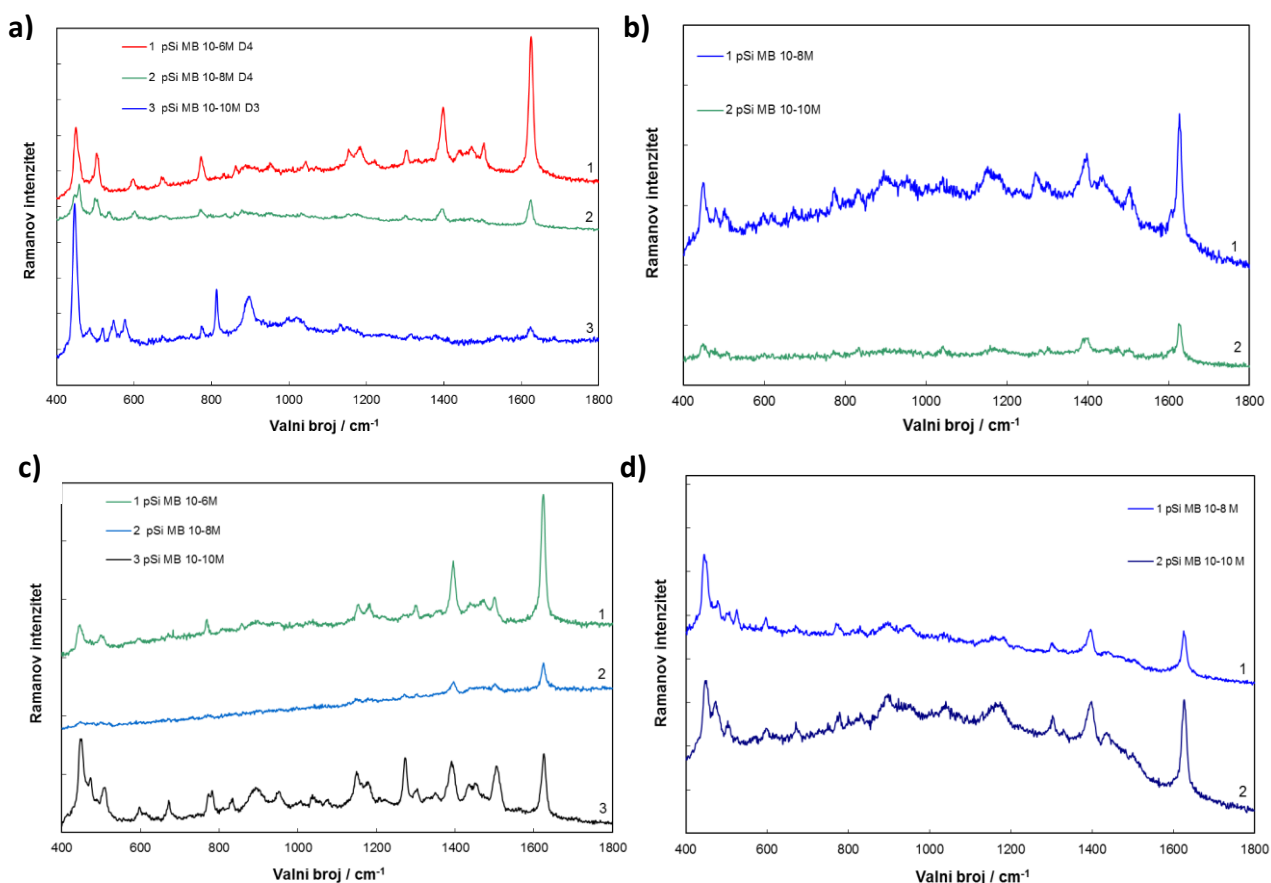 a)
1 pSi MB 10-6M D4
2 pSi MB 10-8M D4
3 pSi MB 10-10M D3
Ramanov intenzitet
1
2
3
400 600 800 1000 1200 1400 1600 1800
Valni broj / cm⁻¹
b)
1 pSi MB 10-8M
2 pSi MB 10-10M
Ramanov intenzitet
1
2
400 600 800 1000 1200 1400 1600 1800
Valni broj / cm⁻¹
c)
1 pSi MB 10-6M
2 pSi MB 10-8M
3 pSi MB 10-10M
Ramanov intenzitet
1
2
3
400 600 800 1000 1200 1400 1600 1800
Valni broj / cm⁻¹
d)
1 pSi MB 10-8 M
2 pSi MB 10-10 M
Ramanov intenzitet
1
2
400 600 800 1000 1200 1400 1600 1800
Valni broj / cm⁻¹